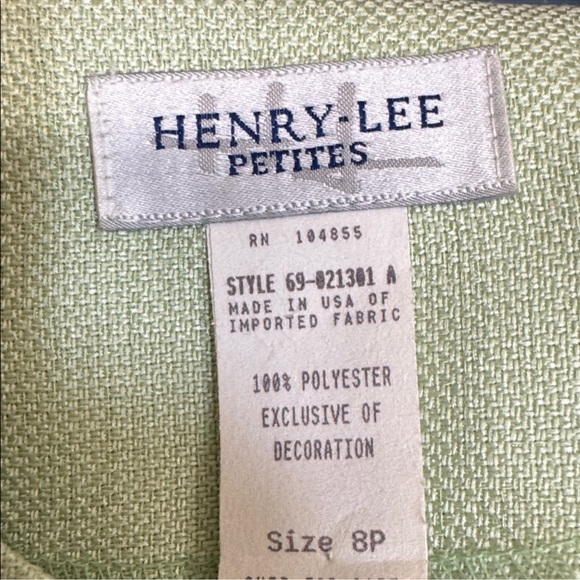 HENRY-LEE
PETITES
RN 104855
STYLE 69-021301 A
MADE IN USA OF
IMPORTED FABRIC
100% POLYESTER
EXCLUSIVE OF
DECORATION
Size 8P